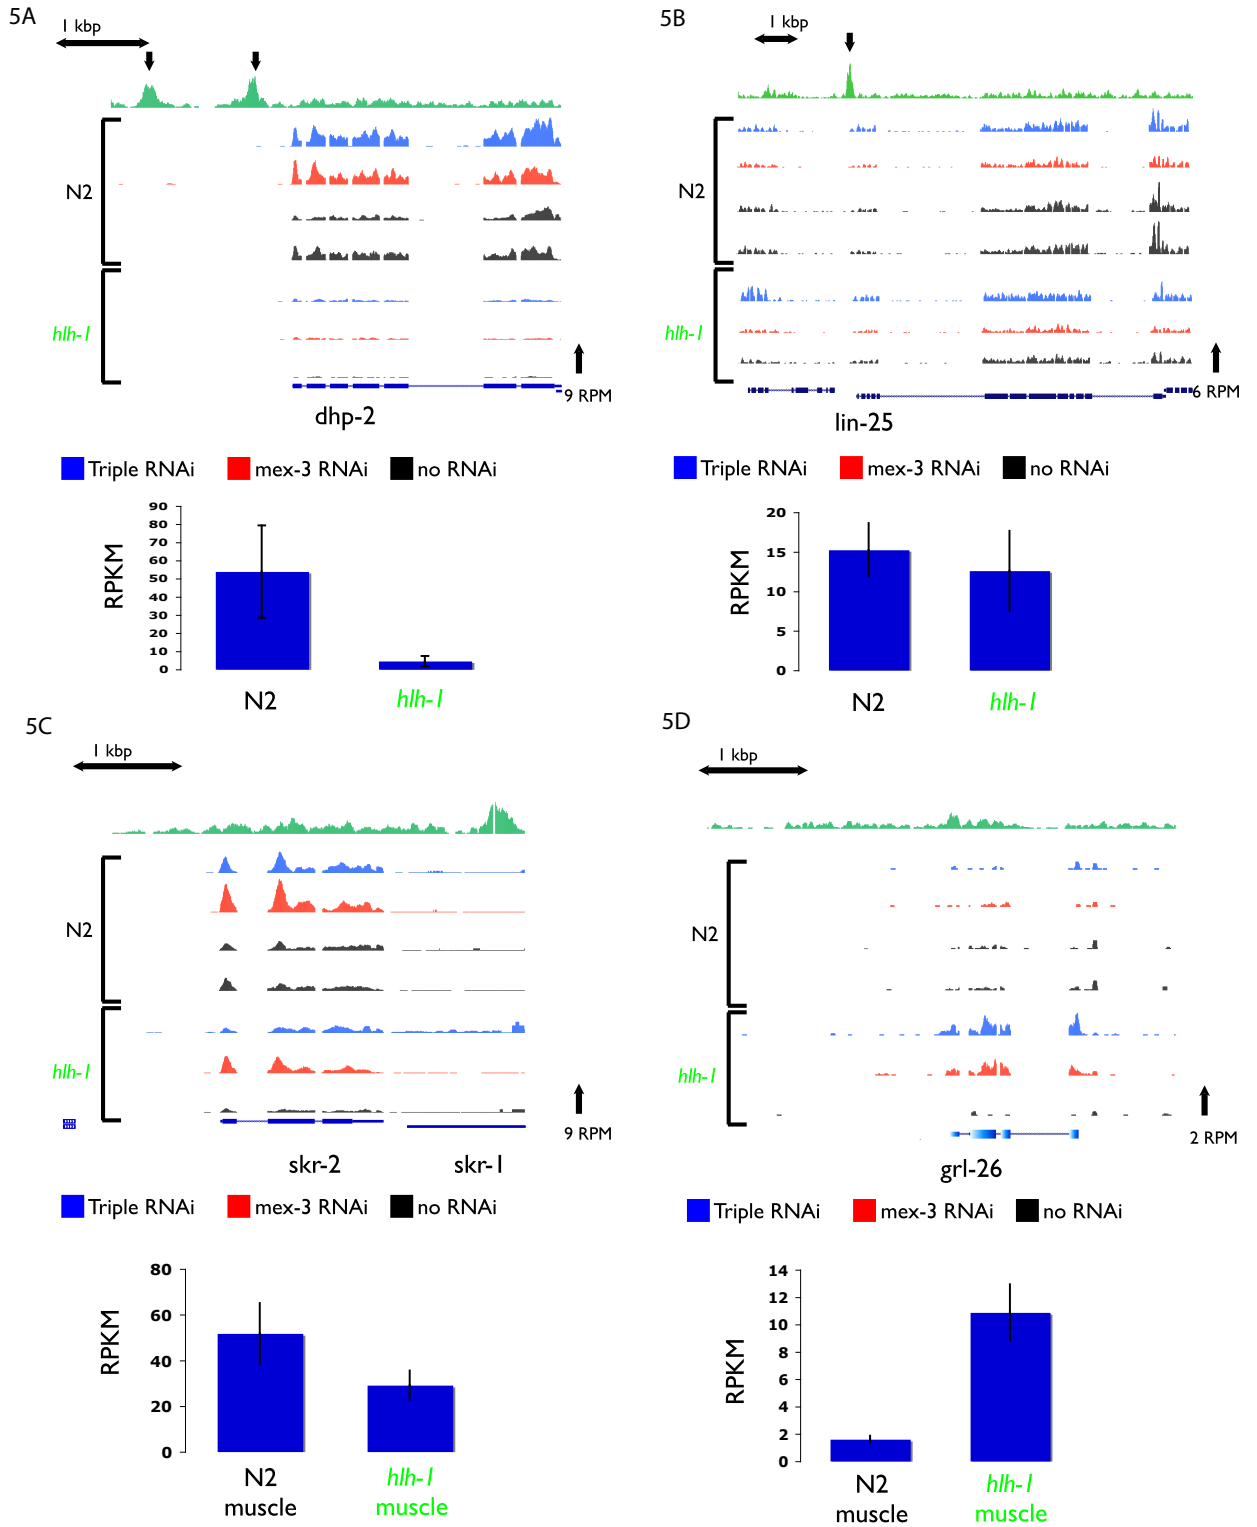 5A
1 kbp
N2
hlh-1
9 RPM
dhp-2
Triple RNAi mex-3 RNAi no RNAi
90
80
70
60
50
40
30
20
10
0
RPKM
N2 hlh-1
5B
1 kbp
N2
hlh-1
6 RPM
lin-25
Triple RNAi mex-3 RNAi no RNAi
20
15
10
5
0
RPKM
N2 hlh-1
5C
1 kbp
N2
hlh-1
9 RPM
skr-2 skr-1
Triple RNAi mex-3 RNAi no RNAi
80
60
40
20
0
RPKM
N2 hlh-1
muscle muscle
5D
1 kbp
N2
hlh-1
2 RPM
grl-26
Triple RNAi mex-3 RNAi no RNAi
14
12
10
8
6
4
2
0
RPKM
N2 hlh-1
muscle muscle